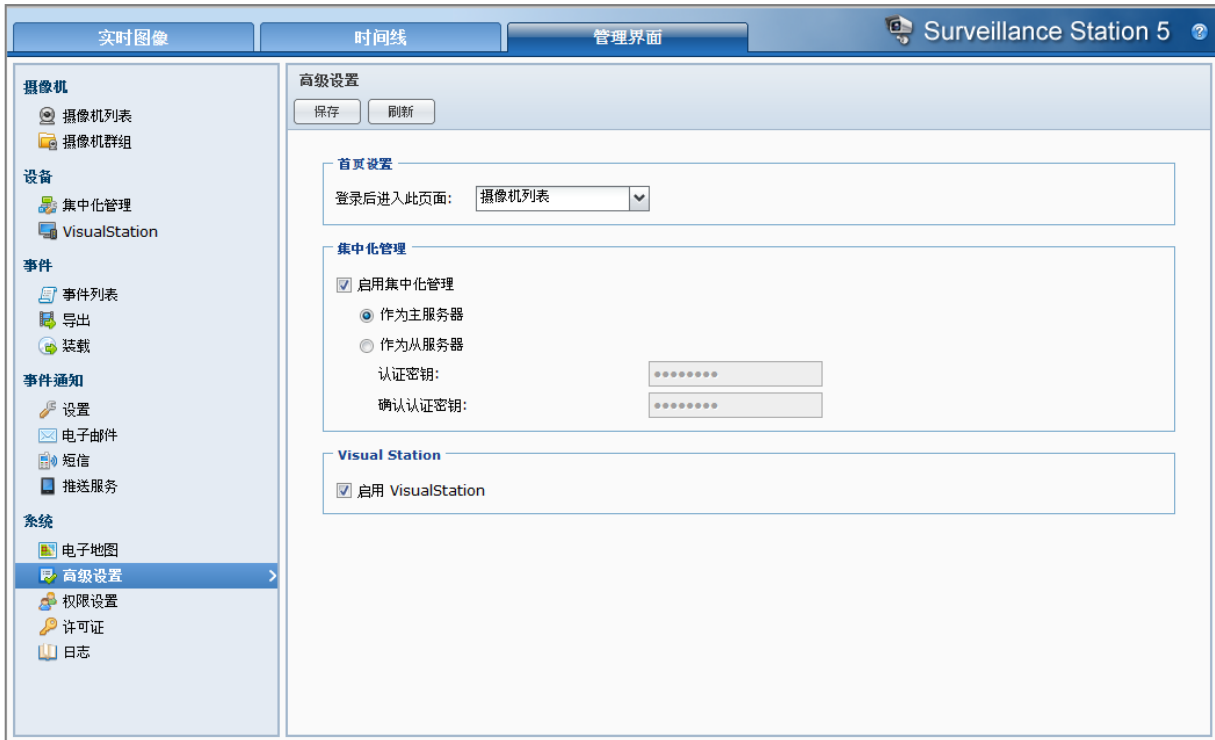 实时图像
时间线
管理界面
Surveillance Station 5
?
摄像机
摄像机列表
摄像机群组
设备
集中化管理
VisualStation
事件
事件列表
导出
装载
事件通知
设置
电子邮件
短信
推送服务
系统
电子地图
高级设置
权限设置
许可证
日志
高级设置
保存
刷新
首页设置
登录后进入此页面: 摄像机列表
集中化管理
启用集中化管理
作为主服务器
作为从服务器
认证密钥: ●●●●●●●●
确认认证密钥: ●●●●●●●●
Visual Station
启用 VisualStation